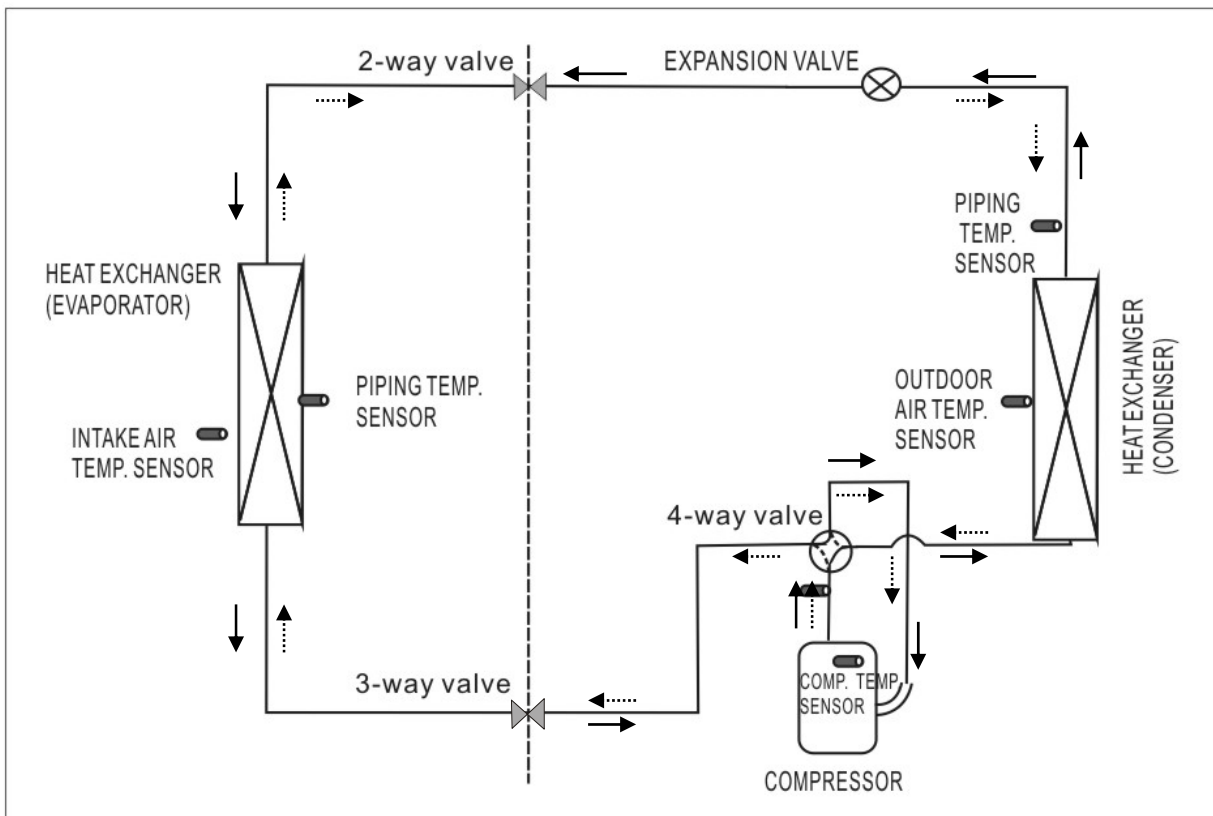 2-way valve
EXPANSION VALVE
PIPING
TEMP.
SENSOR
HEAT EXCHANGER
(EVAPORATOR)
PIPING TEMP.
SENSOR
INTAKE AIR
TEMP. SENSOR
OUTDOOR
AIR TEMP.
SENSOR
HEAT EXCHANGER
(CONDENSER)
4-way valve
3-way valve
COMP. TEMP.
SENSOR
COMPRESSOR